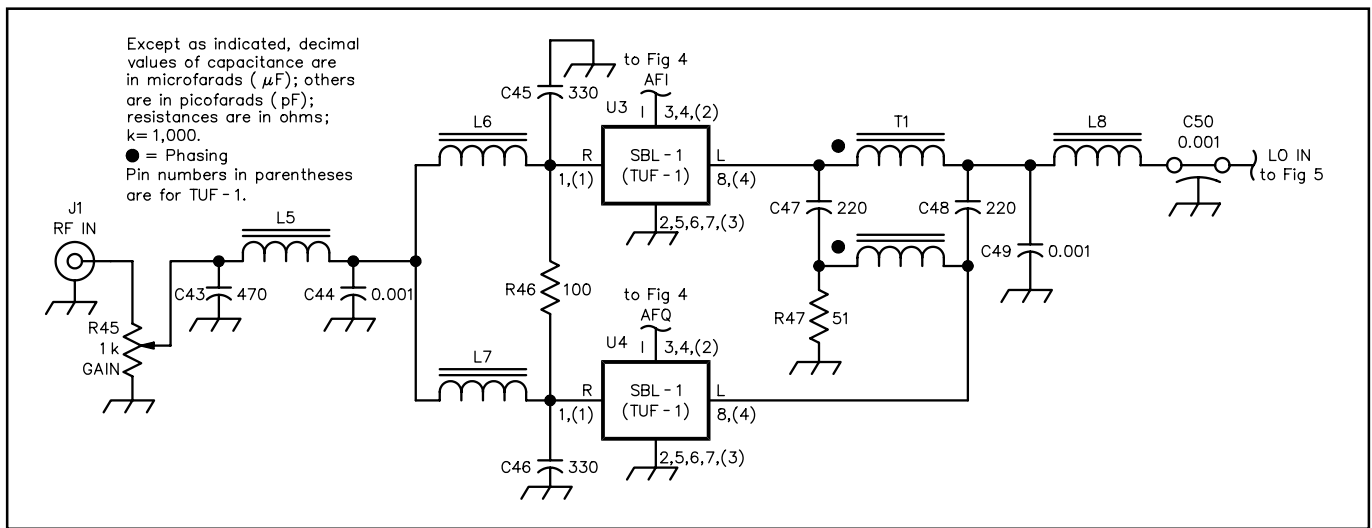 Except as indicated, decimal
values of capacitance are
in microfarads ( μF); others
are in picofarads ( pF);
resistances are in ohms;
k= 1,000.
● = Phasing
Pin numbers in parentheses
are for TUF - 1.
J1
RF IN
R45
1 k
GAIN
C43
470
L5
C44
0.001
L6
L7
C45
330
R46
100
C46
330
to Fig 4
AFI
U3
I
3,4,(2)
R
1,(1)
SBL - 1
(TUF - 1)
L
8,(4)
2,5,6,7,(3)
to Fig 4
AFQ
U4
I
3,4,(2)
R
1,(1)
SBL - 1
(TUF - 1)
L
8,(4)
2,5,6,7,(3)
T1
C47
220
C48
220
R47
51
C49
0.001
L8
C50
0.001
LO IN
to Fig 5